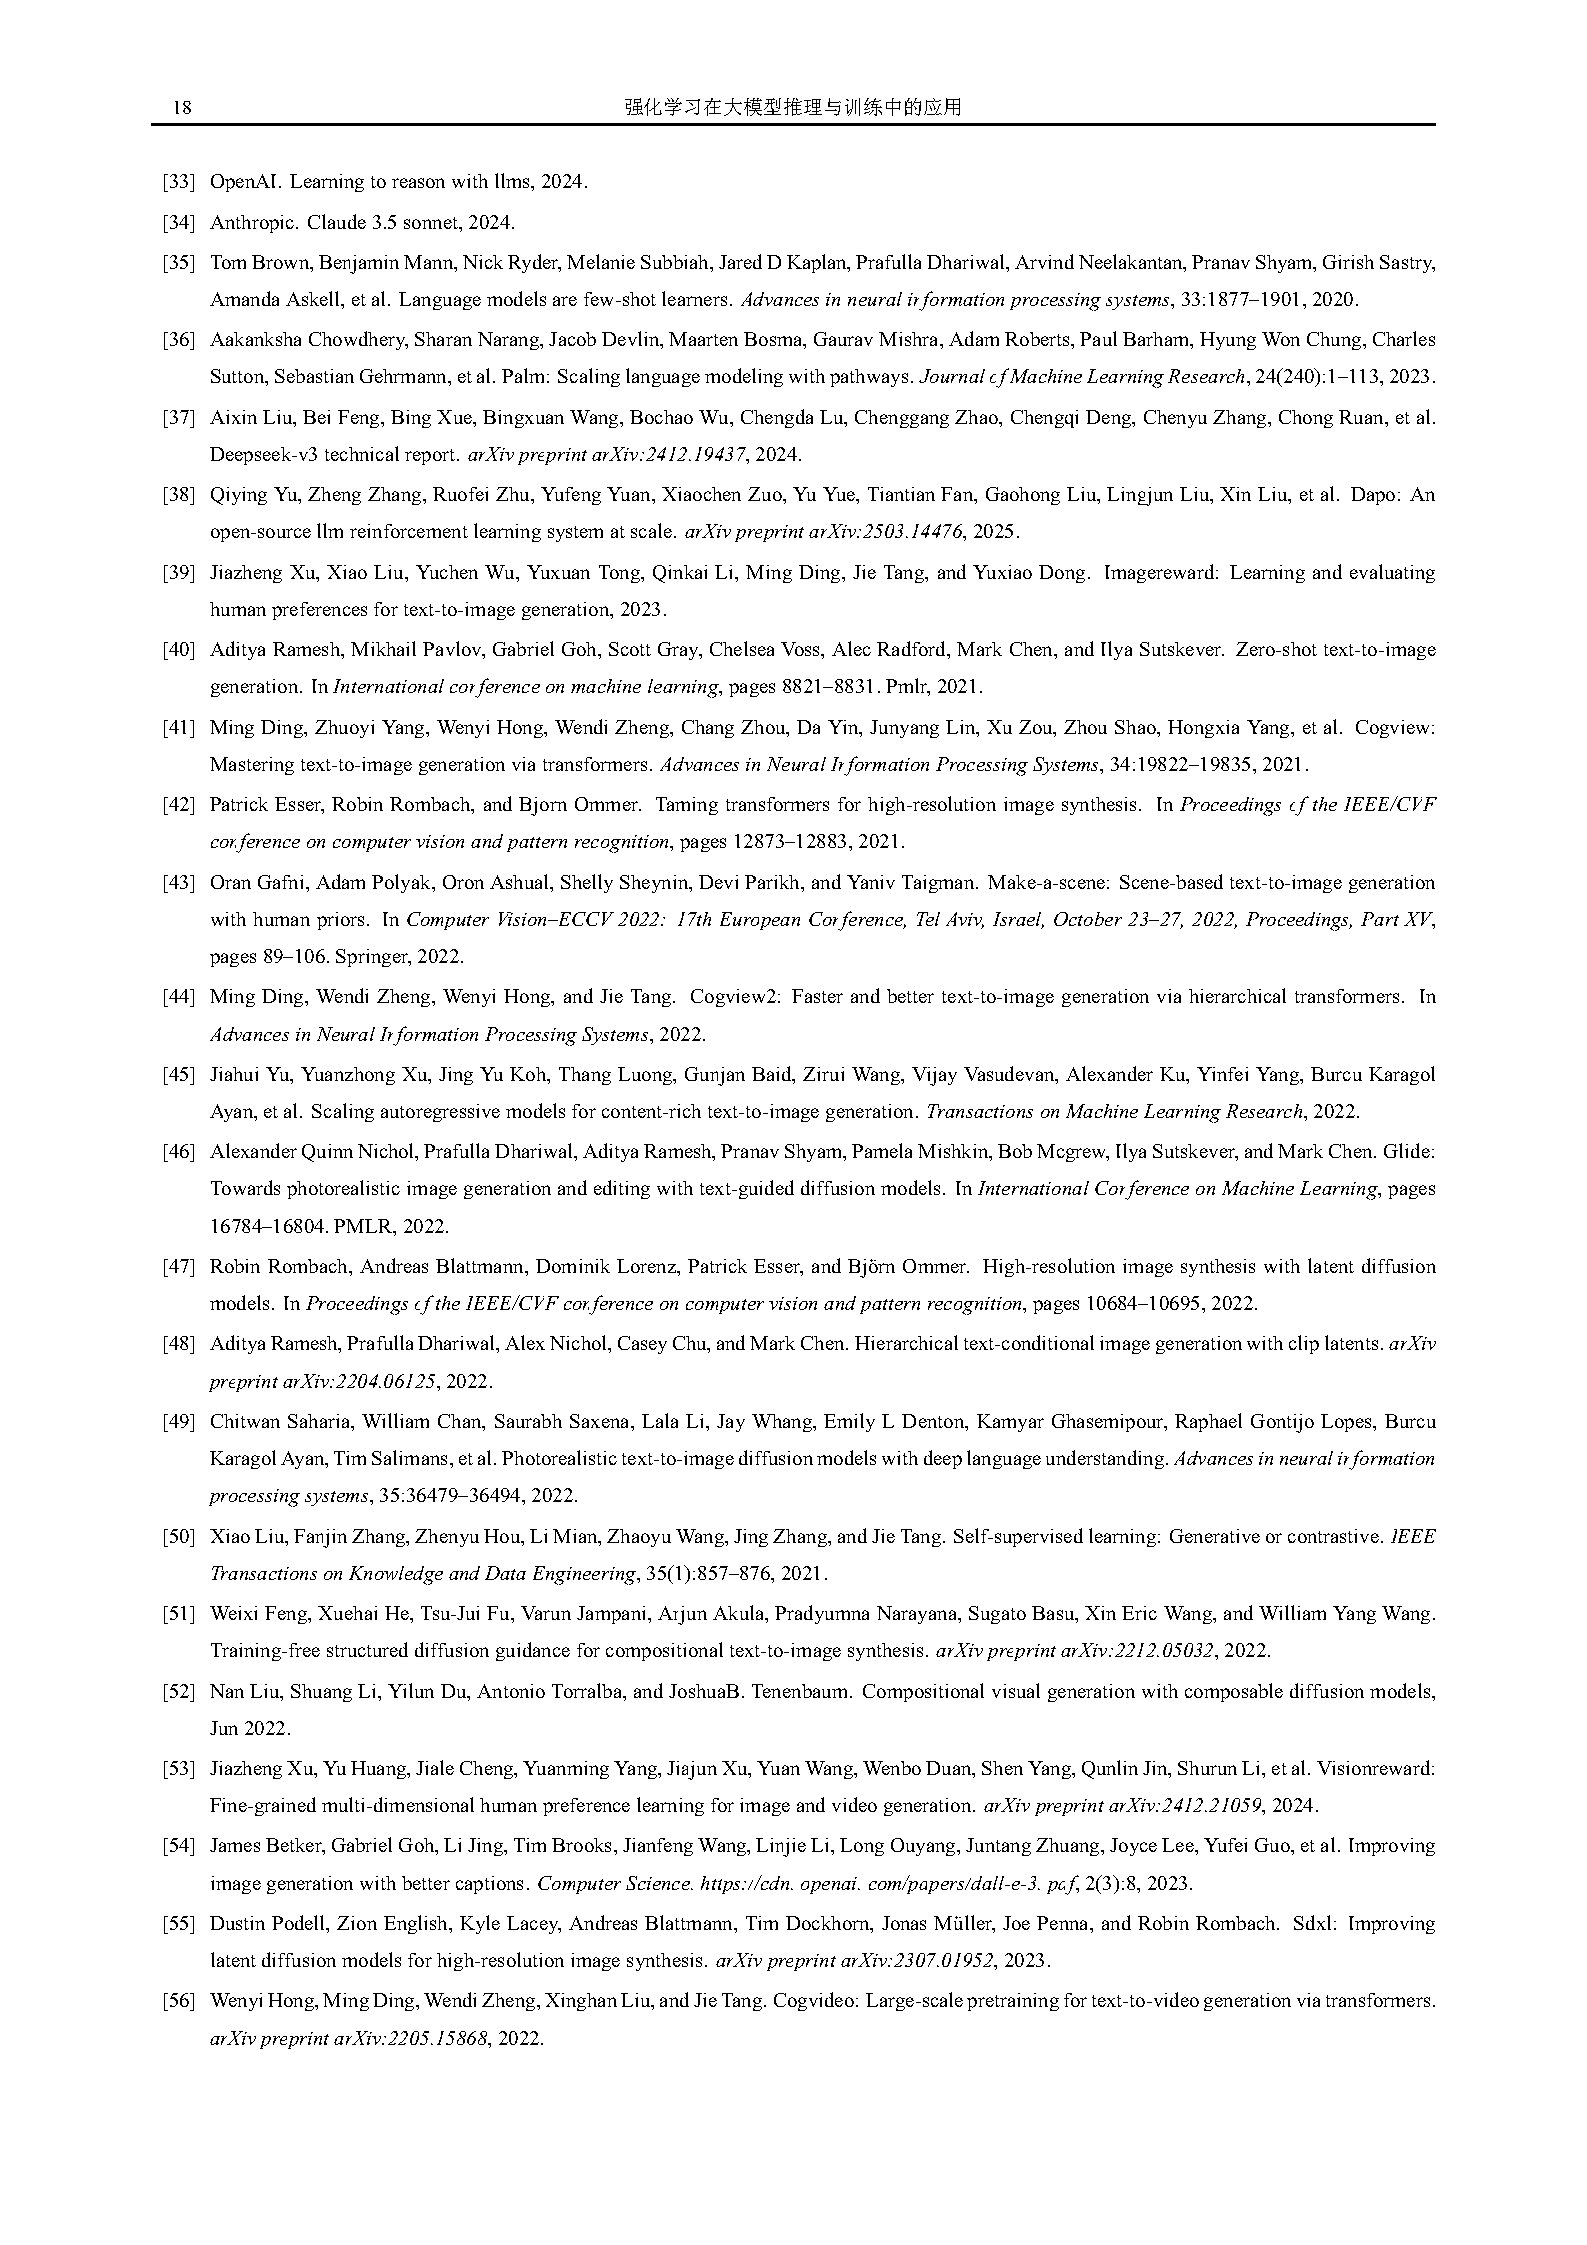 18
强化学习在大模型推理与训练中的应用
[33] OpenAI. Learning to reason with llms, 2024.
[34] Anthropic. Claude 3.5 sonnet, 2024.
[35] Tom Brown, Benjamin Mann, Nick Ryder, Melanie Subbiah, Jared D Kaplan, Prafulla Dhariwal, Arvind Neelakantan, Pranav Shyam, Girish Sastry,
Amanda Askell, et al. Language models are few-shot learners. Advances in neural information processing systems, 33:1877–1901, 2020.
[36] Aakanksha Chowdhery, Sharan Narang, Jacob Devlin, Maarten Bosma, Gaurav Mishra, Adam Roberts, Paul Barham, Hyung Won Chung, Charles
Sutton, Sebastian Gehrmann, et al. Palm: Scaling language modeling with pathways. Journal of Machine Learning Research, 24(240):1–113, 2023.
[37] Aixin Liu, Bei Feng, Bing Xue, Bingxuan Wang, Bochao Wu, Chengda Lu, Chenggang Zhao, Chengqi Deng, Chenyu Zhang, Chong Ruan, et al.
Deepseek-v3 technical report. arXiv preprint arXiv:2412.19437, 2024.
[38] Qiying Yu, Zheng Zhang, Ruofei Zhu, Yufeng Yuan, Xiaochen Zuo, Yu Yue, Tiantian Fan, Gaohong Liu, Lingjun Liu, Xin Liu, et al. Dapo: An
open-source llm reinforcement learning system at scale. arXiv preprint arXiv:2503.14476, 2025.
[39] Jiazheng Xu, Xiao Liu, Yuchen Wu, Yuxuan Tong, Qinkai Li, Ming Ding, Jie Tang, and Yuxiao Dong. Imagereward: Learning and evaluating
human preferences for text-to-image generation, 2023.
[40] Aditya Ramesh, Mikhail Pavlov, Gabriel Goh, Scott Gray, Chelsea Voss, Alec Radford, Mark Chen, and Ilya Sutskever. Zero-shot text-to-image
generation. In International conference on machine learning, pages 8821–8831. Pmlr, 2021.
[41] Ming Ding, Zhuoyi Yang, Wenyi Hong, Wendi Zheng, Chang Zhou, Da Yin, Junyang Lin, Xu Zou, Zhou Shao, Hongxia Yang, et al. Cogview:
Mastering text-to-image generation via transformers. Advances in Neural Information Processing Systems, 34:19822–19835, 2021.
[42] Patrick Esser, Robin Rombach, and Bjorn Ommer. Taming transformers for high-resolution image synthesis. In Proceedings of the IEEE/CVF
conference on computer vision and pattern recognition, pages 12873–12883, 2021.
[43] Oran Gafni, Adam Polyak, Oron Ashual, Shelly Sheynin, Devi Parikh, and Yaniv Taigman. Make-a-scene: Scene-based text-to-image generation
with human priors. In Computer Vision–ECCV 2022: 17th European Conference, Tel Aviv, Israel, October 23–27, 2022, Proceedings, Part XV,
pages 89–106. Springer, 2022.
[44] Ming Ding, Wendi Zheng, Wenyi Hong, and Jie Tang. Cogview2: Faster and better text-to-image generation via hierarchical transformers. In
Advances in Neural Information Processing Systems, 2022.
[45] Jiahui Yu, Yuanzhong Xu, Jing Yu Koh, Thang Luong, Gunjan Baid, Zirui Wang, Vijay Vasudevan, Alexander Ku, Yinfei Yang, Burcu Karagol
Ayan, et al. Scaling autoregressive models for content-rich text-to-image generation. Transactions on Machine Learning Research, 2022.
[46] Alexander Quinn Nichol, Prafulla Dhariwal, Aditya Ramesh, Pranav Shyam, Pamela Mishkin, Bob Mcgrew, Ilya Sutskever, and Mark Chen. Glide:
Towards photorealistic image generation and editing with text-guided diffusion models. In International Conference on Machine Learning, pages
16784–16804. PMLR, 2022.
[47] Robin Rombach, Andreas Blattmann, Dominik Lorenz, Patrick Esser, and Björn Ommer. High-resolution image synthesis with latent diffusion
models. In Proceedings of the IEEE/CVF conference on computer vision and pattern recognition, pages 10684–10695, 2022.
[48] Aditya Ramesh, Prafulla Dhariwal, Alex Nichol, Casey Chu, and Mark Chen. Hierarchical text-conditional image generation with clip latents. arXiv
preprint arXiv:2204.06125, 2022.
[49] Chitwan Saharia, William Chan, Saurabh Saxena, Lala Li, Jay Whang, Emily L Denton, Kamyar Ghasemipour, Raphael Gontijo Lopes, Burcu
Karagol Ayan, Tim Salimans, et al. Photorealistic text-to-image diffusion models with deep language understanding. Advances in neural information
processing systems, 35:36479–36494, 2022.
[50] Xiao Liu, Fanjin Zhang, Zhenyu Hou, Li Mian, Zhaoyu Wang, Jing Zhang, and Jie Tang. Self-supervised learning: Generative or contrastive. IEEE
Transactions on Knowledge and Data Engineering, 35(1):857–876, 2021.
[51] Weixi Feng, Xuehai He, Tsu-Jui Fu, Varun Jampani, Arjun Akula, Pradyumna Narayana, Sugato Basu, Xin Eric Wang, and William Yang Wang.
Training-free structured diffusion guidance for compositional text-to-image synthesis. arXiv preprint arXiv:2212.05032, 2022.
[52] Nan Liu, Shuang Li, Yilun Du, Antonio Torralba, and JoshuaB. Tenenbaum. Compositional visual generation with composable diffusion models,
Jun 2022.
[53] Jiazheng Xu, Yu Huang, Jiale Cheng, Yuanming Yang, Jiajun Xu, Yuan Wang, Wenbo Duan, Shen Yang, Qunlin Jin, Shurun Li, et al. Visionreward:
Fine-grained multi-dimensional human preference learning for image and video generation. arXiv preprint arXiv:2412.21059, 2024.
[54] James Betker, Gabriel Goh, Li Jing, Tim Brooks, Jianfeng Wang, Linjie Li, Long Ouyang, Juntang Zhuang, Joyce Lee, Yufei Guo, et al. Improving
image generation with better captions. Computer Science. https://cdn. openai. com/papers/dall-e-3. pdf, 2(3):8, 2023.
[55] Dustin Podell, Zion English, Kyle Lacey, Andreas Blattmann, Tim Dockhorn, Jonas Müller, Joe Penna, and Robin Rombach. Sdxl: Improving
latent diffusion models for high-resolution image synthesis. arXiv preprint arXiv:2307.01952, 2023.
[56] Wenyi Hong, Ming Ding, Wendi Zheng, Xinghan Liu, and Jie Tang. Cogvideo: Large-scale pretraining for text-to-video generation via transformers.
arXiv preprint arXiv:2205.15868, 2022.